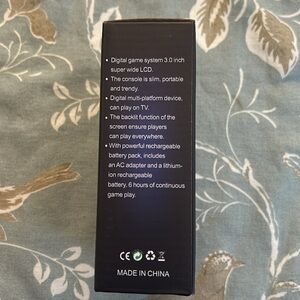 • Digital game system 3.0 inch
super wide LCD.
• The console is slim, portable
and trendy.
• Digital multi-platform device,
can play on TV.
• The backlit function of the
screen ensure players
can play everywhere.
• With powerful rechargeable
battery pack, includes
an AC adapter and a lithium-
ion rechargeable
battery, 6 hours of continuous
game play.
CE
MADE IN CHINA